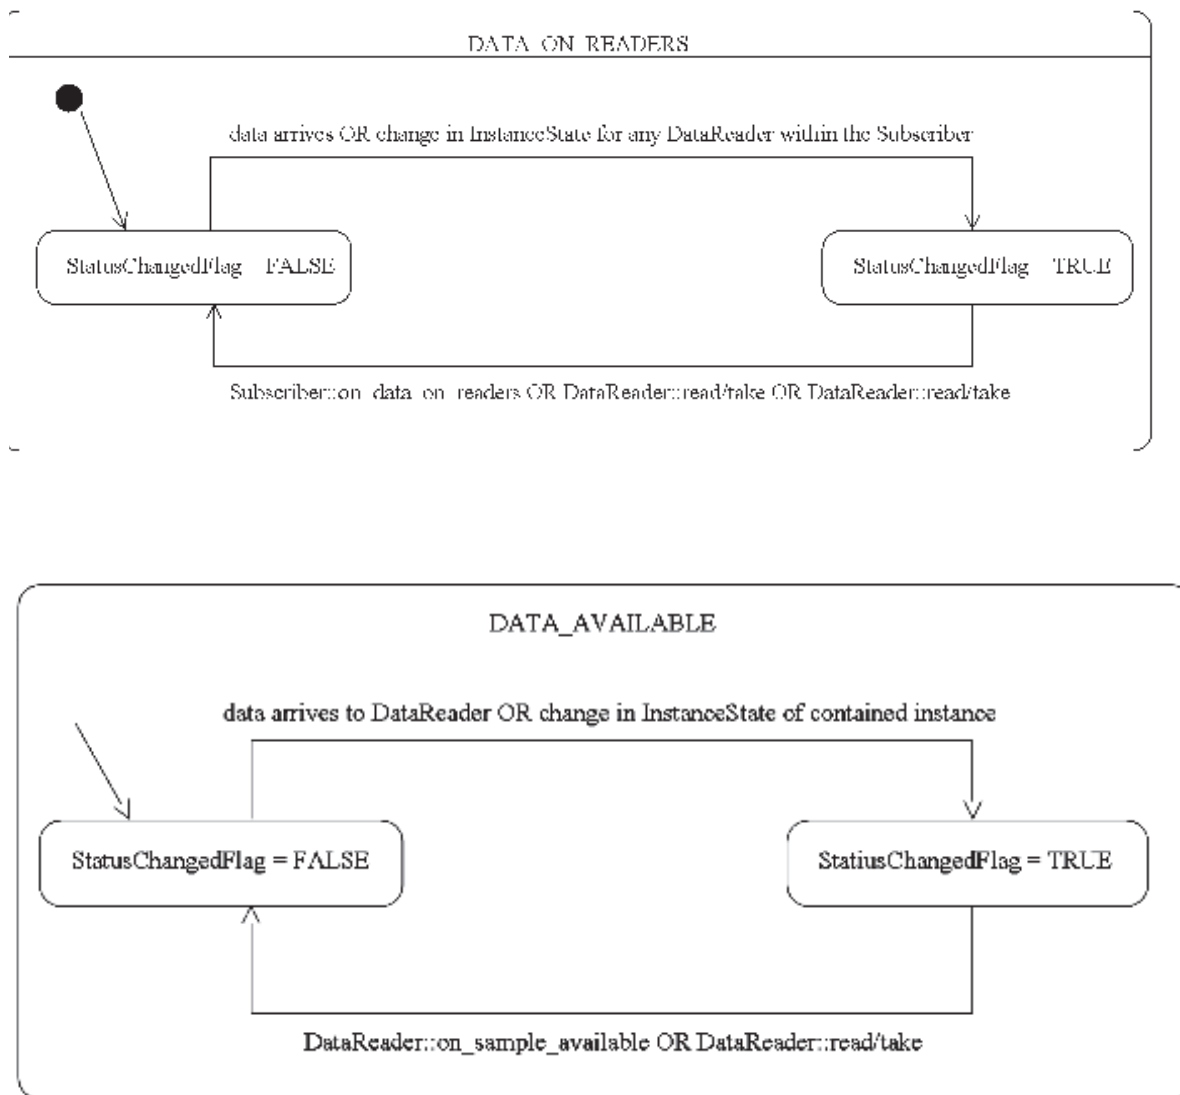 DATA_ON_READERS
data arrives OR change in InstanceState for any DataReader within the Subscriber
StatusChangedFlag FALSE
StatusChangedFlag TRUE
Subscriber::on_data_on_readers OR DataReader::read/take OR DataReader::read/take
DATA_AVAILABLE
data arrives to DataReader OR change in InstanceState of contained instance
StatusChangedFlag = FALSE
StatiusChangedFlag = TRUE
DataReader::on_sample_available OR DataReader::read/take